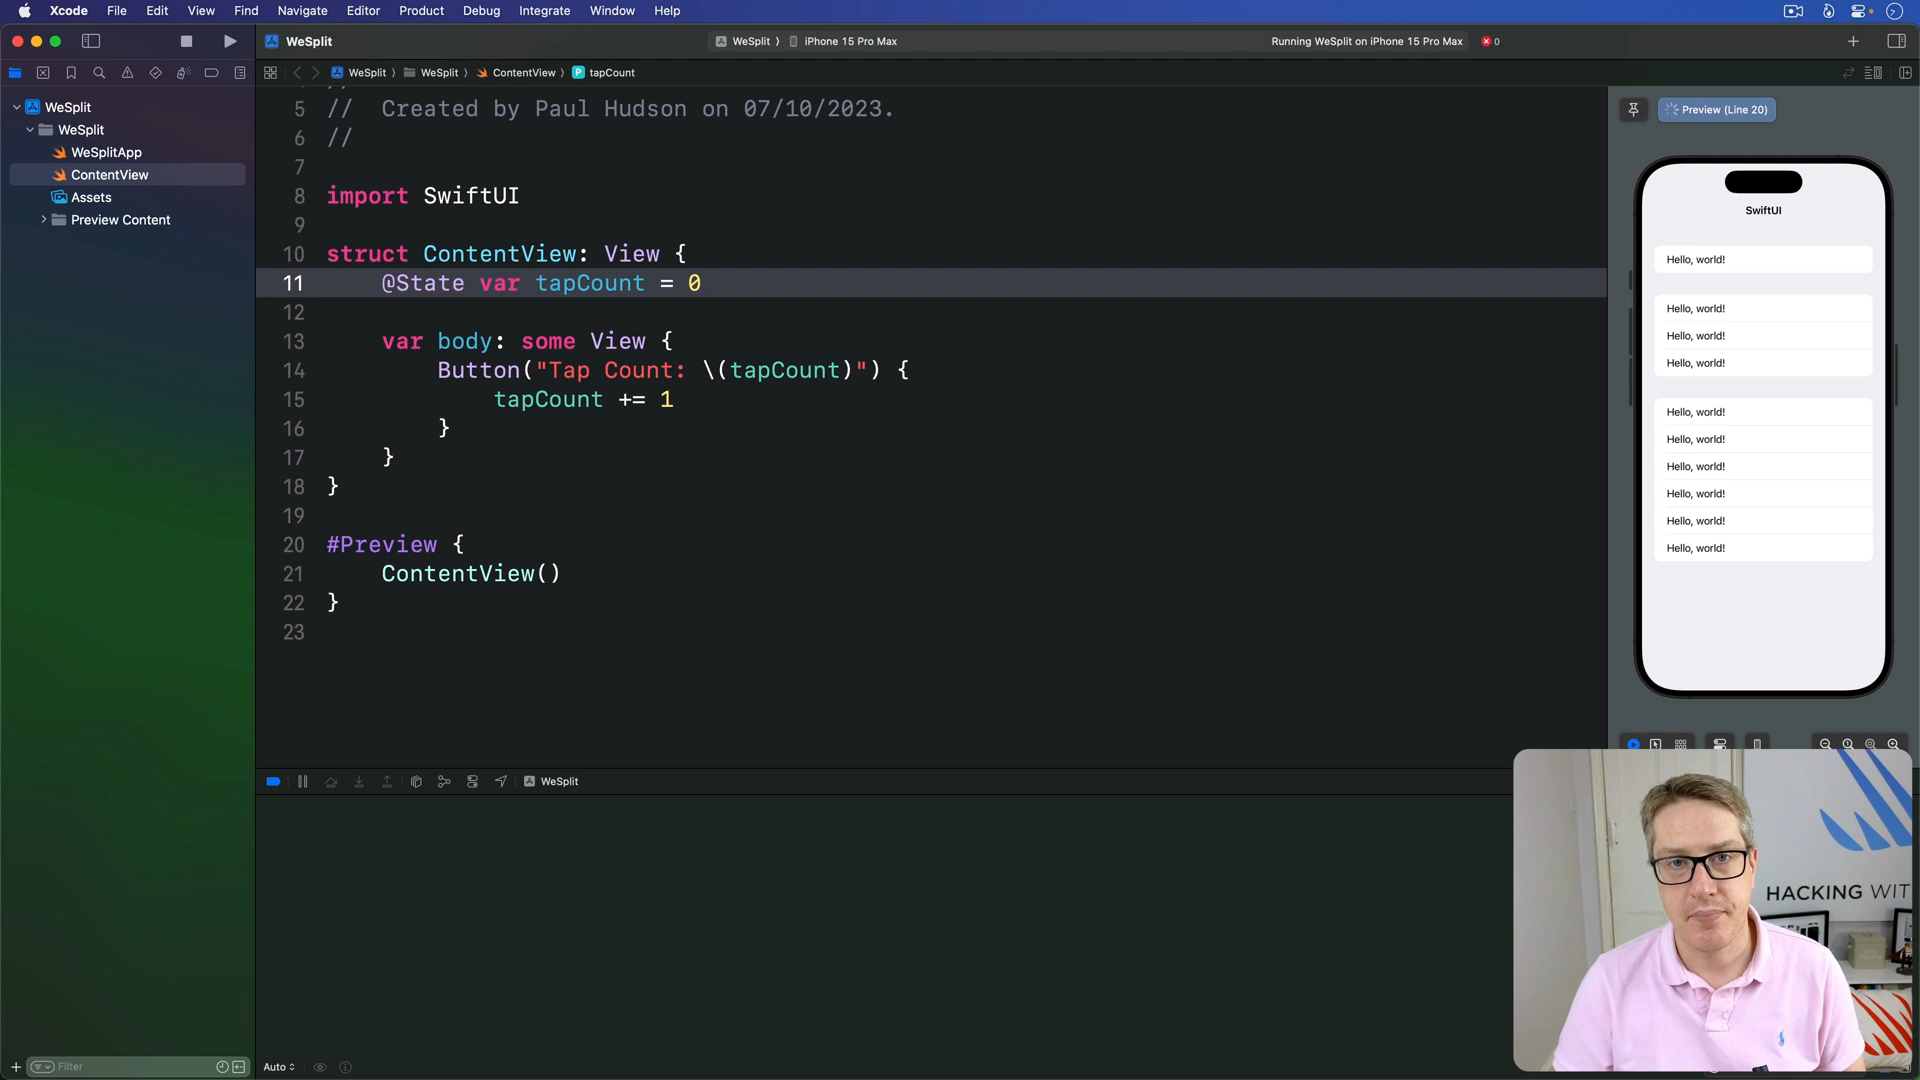 Xcode File Edit View Find Navigate Editor Product Debug Integrate Window Help
WeSplit
WeSplit 〉 iPhone 15 Pro Max
Running WeSplit on iPhone 15 Pro Max
0
WeSplit 〉 WeSplit 〉 ContentView 〉 P tapCount
WeSplit
WeSplit
WeSplitApp
ContentView
Assets
Preview Content
5 // Created by Paul Hudson on 07/10/2023.
6 //
7
8 import SwiftUI
9
10 struct ContentView: View {
11 @State var tapCount = 0
12
13 var body: some View {
14 Button("Tap Count: \(tapCount)") {
15 tapCount += 1
16 }
17 }
18 }
19
20 #Preview {
21 ContentView()
22 }
23
Preview (Line 20)
SwiftUI
Hello, world!
Hello, world!
Hello, world!
Hello, world!
Hello, world!
Hello, world!
Hello, world!
Hello, world!
Hello, world!
Hello, world!
WeSplit
HACKING WIT
Filter
Auto